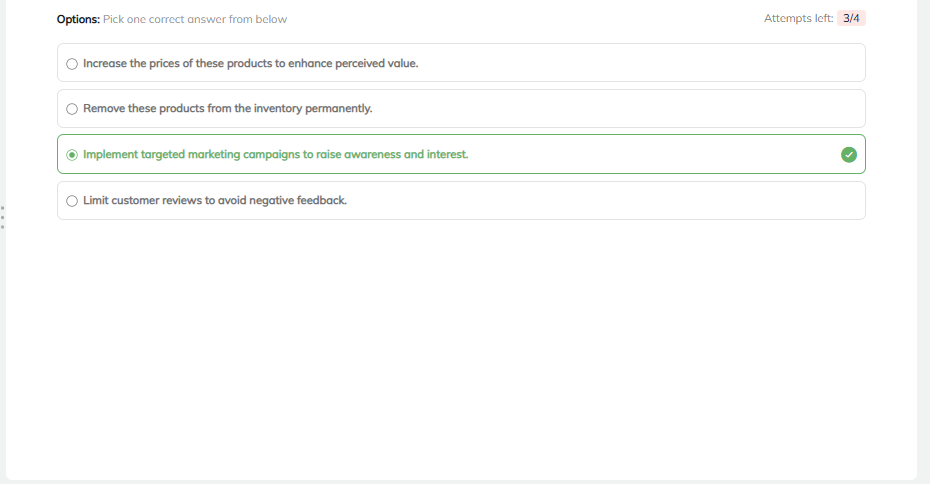 Options: Pick one correct answer from below
Attempts left: 3/4
Increase the prices of these products to enhance perceived value.
Remove these products from the inventory permanently.
Implement targeted marketing campaigns to raise awareness and interest.
Limit customer reviews to avoid negative feedback.